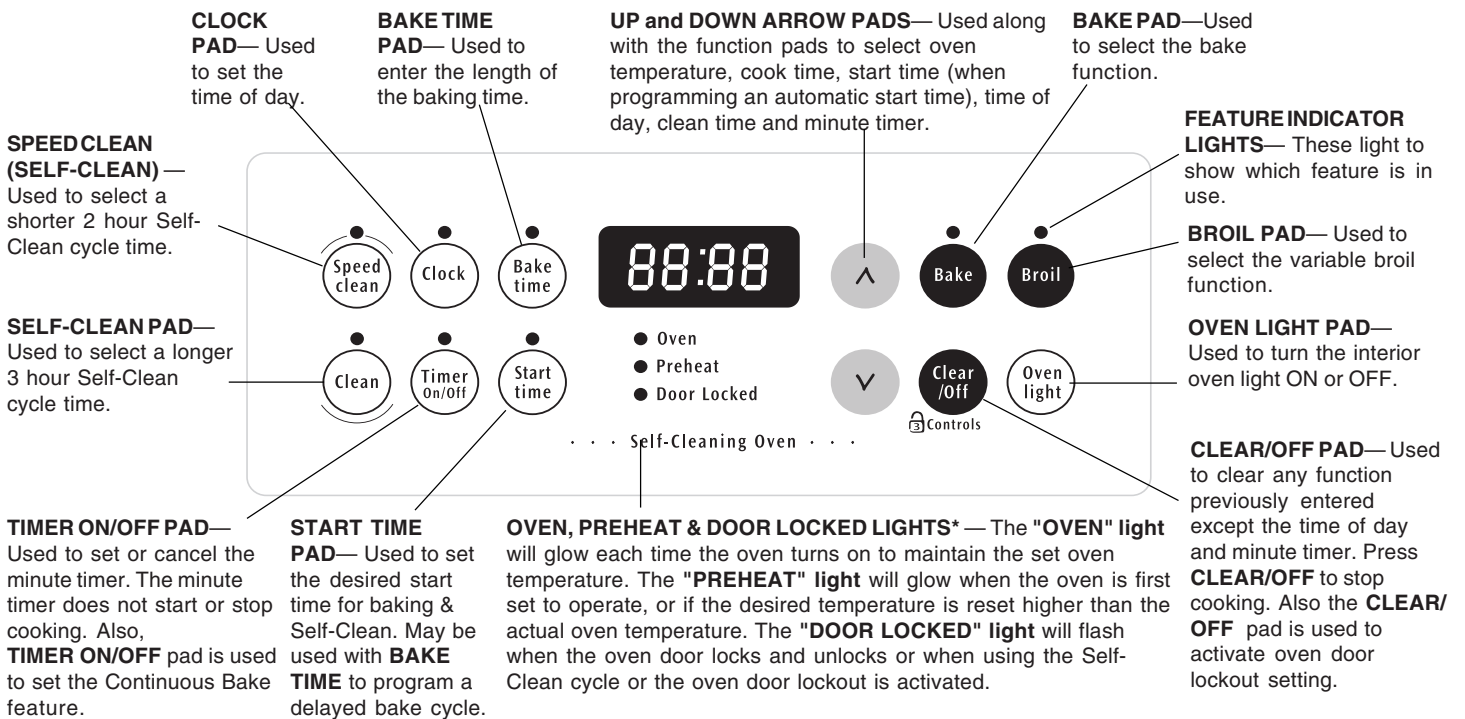 CLOCK
PAD— Used
to set the
time of day.
BAKE TIME
PAD— Used to
enter the length of
the baking time.
UP and DOWN ARROW PADS— Used along
with the function pads to select oven
temperature, cook time, start time (when
programming an automatic start time), time of
day, clean time and minute timer.
BAKE PAD—Used
to select the bake
function.
SPEED CLEAN
(SELF-CLEAN) —
Used to select a
shorter 2 hour Self-
Clean cycle time.
FEATURE INDICATOR
LIGHTS— These light to
show which feature is in
use.
BROIL PAD— Used to
select the variable broil
function.
SELF-CLEAN PAD—
Used to select a longer
3 hour Self-Clean
cycle time.
OVEN LIGHT PAD—
Used to turn the interior
oven light ON or OFF.
Speed
clean
Clock
Bake
time
88:88
Bake
Broil
Clean
Timer
On/Off
Start
time
Oven
Preheat
Door Locked
Clear
/Off
Oven
light
3 Controls
· · · Self-Cleaning Oven · · ·
CLEAR/OFF PAD— Used
to clear any function
previously entered
except the time of day
and minute timer. Press
CLEAR/OFF to stop
cooking. Also the CLEAR/
OFF pad is used to
activate oven door
lockout setting.
TIMER ON/OFF PAD—
Used to set or cancel the
minute timer. The minute
timer does not start or stop
cooking. Also,
TIMER ON/OFF pad is used
to set the Continuous Bake
feature.
START TIME
PAD— Used to set
the desired start
time for baking &
Self-Clean. May be
used with BAKE
TIME to program a
delayed bake cycle.
OVEN, PREHEAT & DOOR LOCKED LIGHTS* — The "OVEN" light
will glow each time the oven turns on to maintain the set oven
temperature. The "PREHEAT" light will glow when the oven is first
set to operate, or if the desired temperature is reset higher than the
actual oven temperature. The "DOOR LOCKED" light will flash
when the oven door locks and unlocks or when using the Self-
Clean cycle or the oven door lockout is activated.